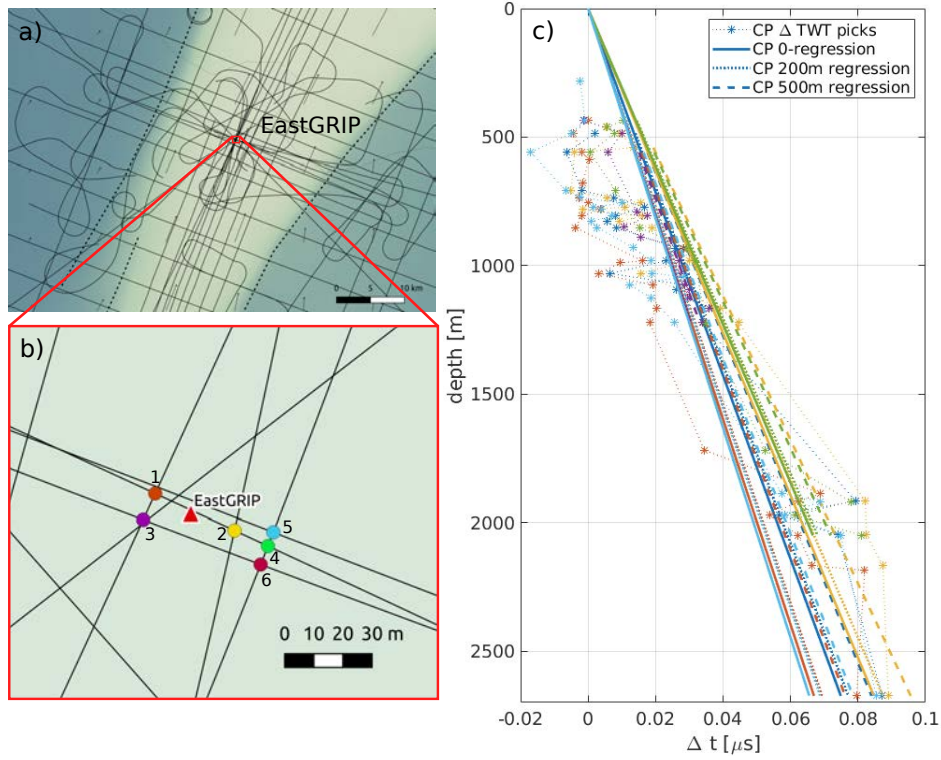 a)
EastGRIP
0 5 10 km
b)
1
EastGRIP
3
2
5
4
6
0 10 20 30 m
c)
CP Δ TWT picks
CP 0-regression
CP 200m regression
CP 500m regression
0
500
1000
1500
2000
2500
depth [m]
-0.02 0 0.02 0.04 0.06 0.08 0.1
Δ t [μs]